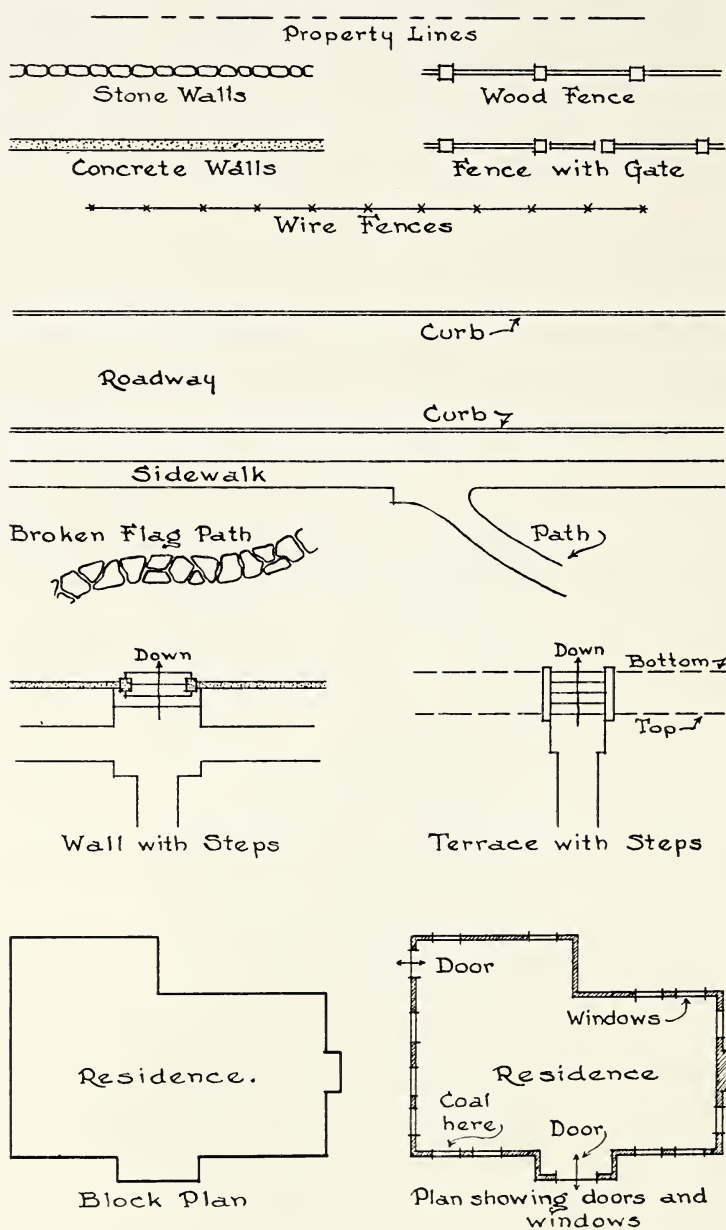 Property Lines
Stone Walls
Wood Fence
Concrete Walls
Fence with Gate
Wire Fences
Curb
Roadway
Curb
Sidewalk
Broken Flag Path
Path
Down
Wall with Steps
Down
Bottom
Top
Terrace with Steps
Residence.
Block Plan
Door
Windows
Residence
Coal
here
Door
Plan showing doors and
windows